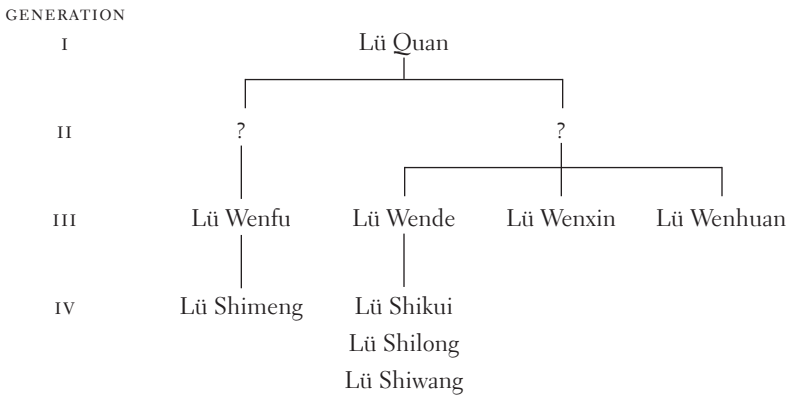 GENERATION
I Lü Quan
II ? ?
III Lü Wenfu Lü Wende Lü Wenxin Lü Wenhuan
IV Lü Shimeng Lü Shikui
Lü Shilong
Lü Shiwang